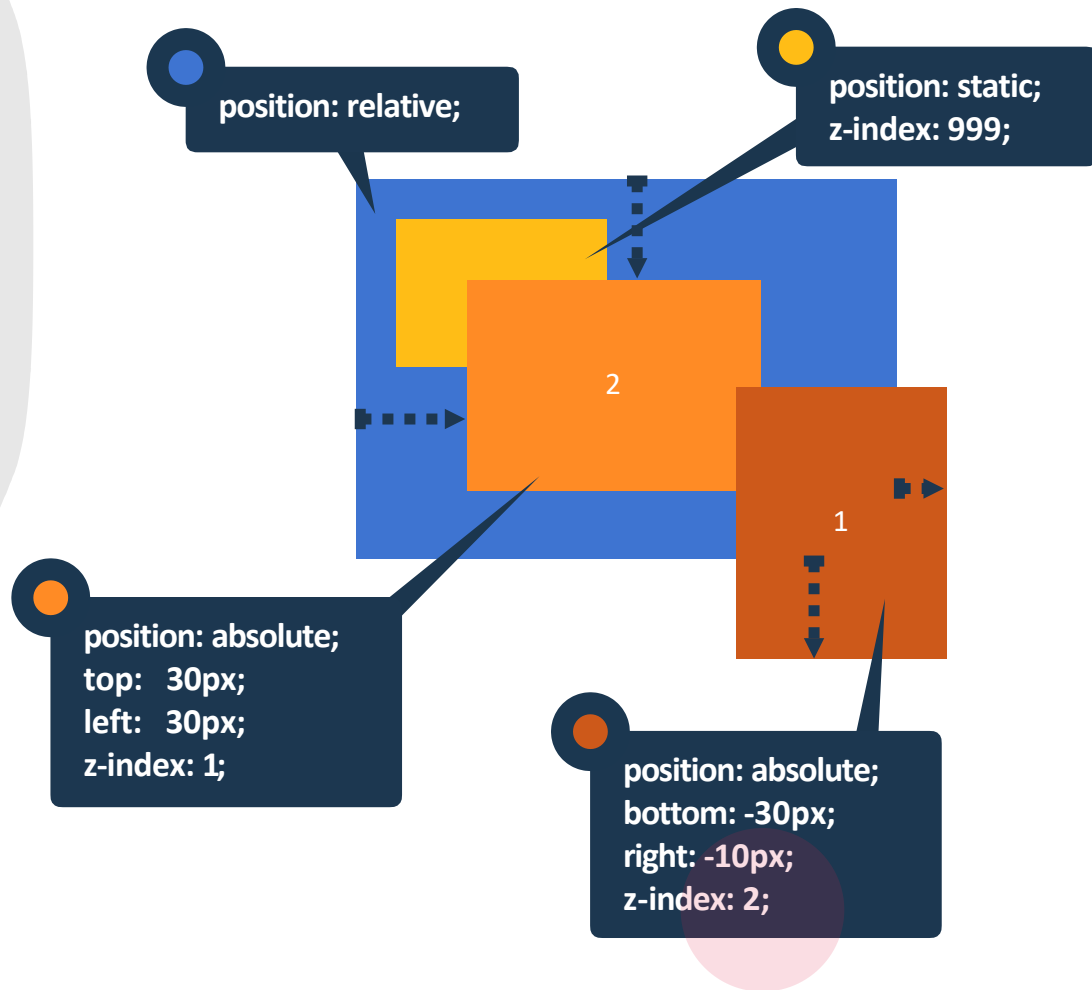 position: relative;
position: static;
z-index: 999;
2
1
position: absolute;
top: 30px;
left: 30px;
z-index: 1;
position: absolute;
bottom: -30px;
right: -10px;
z-index: 2;